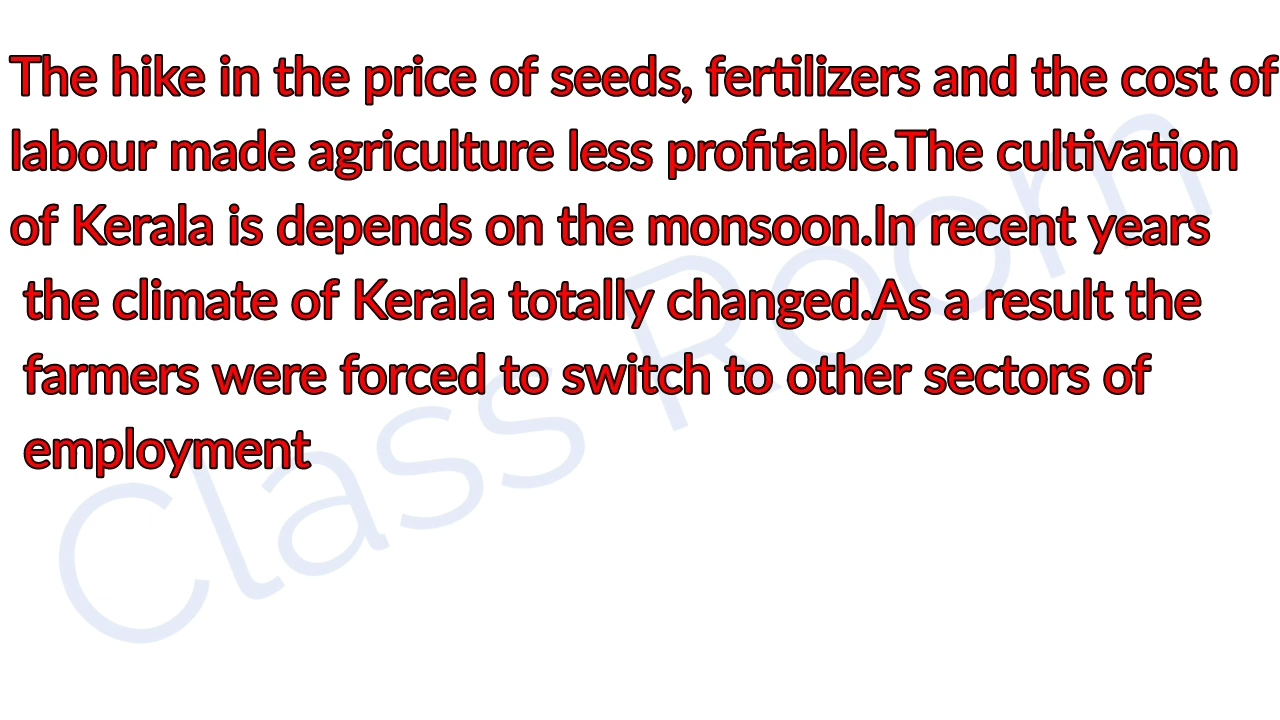 The hike in the price of seeds, fertilizers and the cost of
labour made agriculture less profitable.The cultivation
of Kerala is depends on the monsoon.In recent years
the climate of Kerala totally changed.As a result the
farmers were forced to switch to other sectors of
employment
Class Room